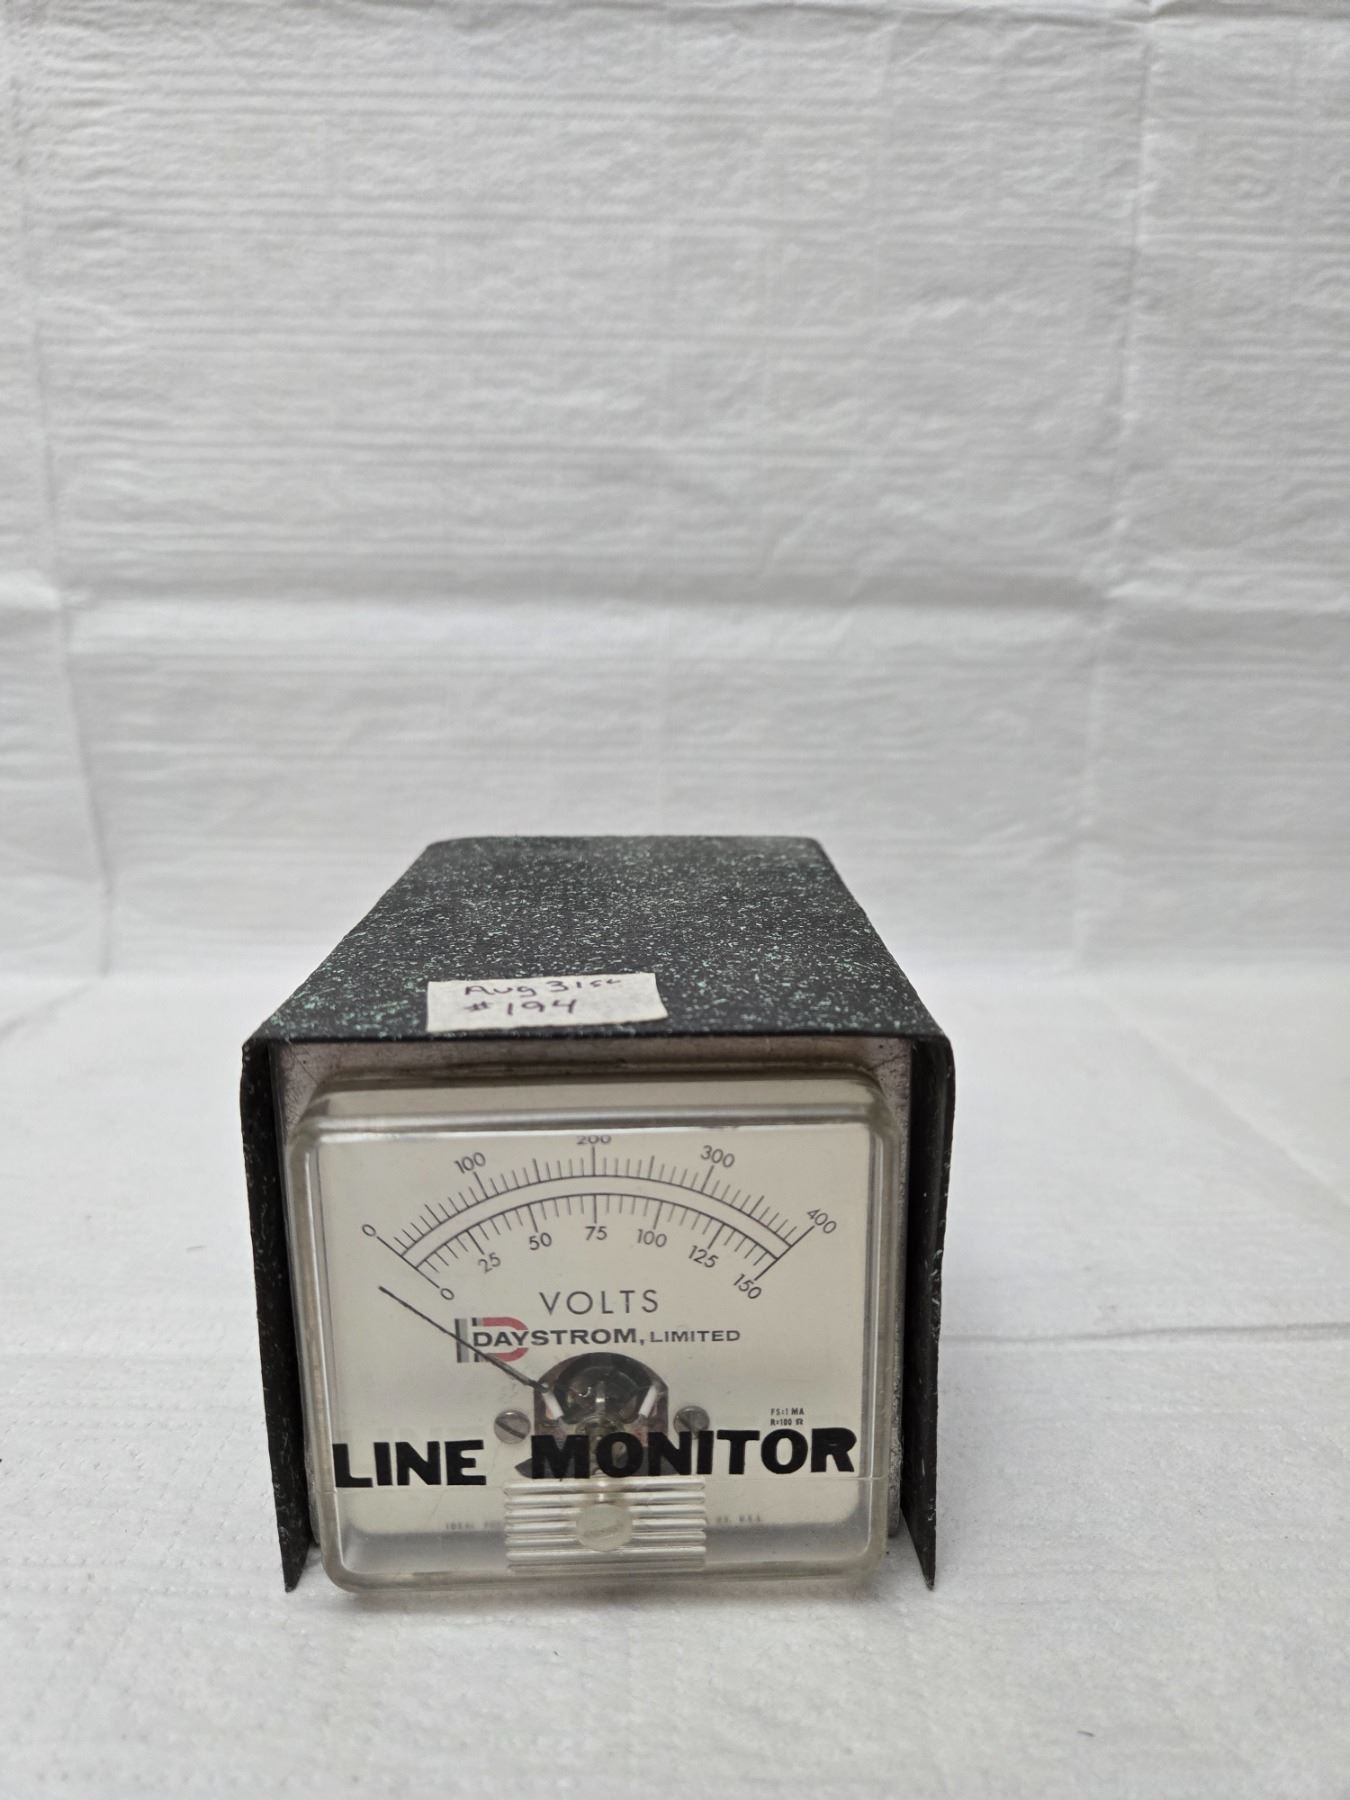 Aug 31st
#194
0 100 200 300 400
0 25 50 75 100 125 150
VOLTS
DAYSTROM, LIMITED
FS=1 MA
R=100 Ω
LINE MONITOR
U.S.A.